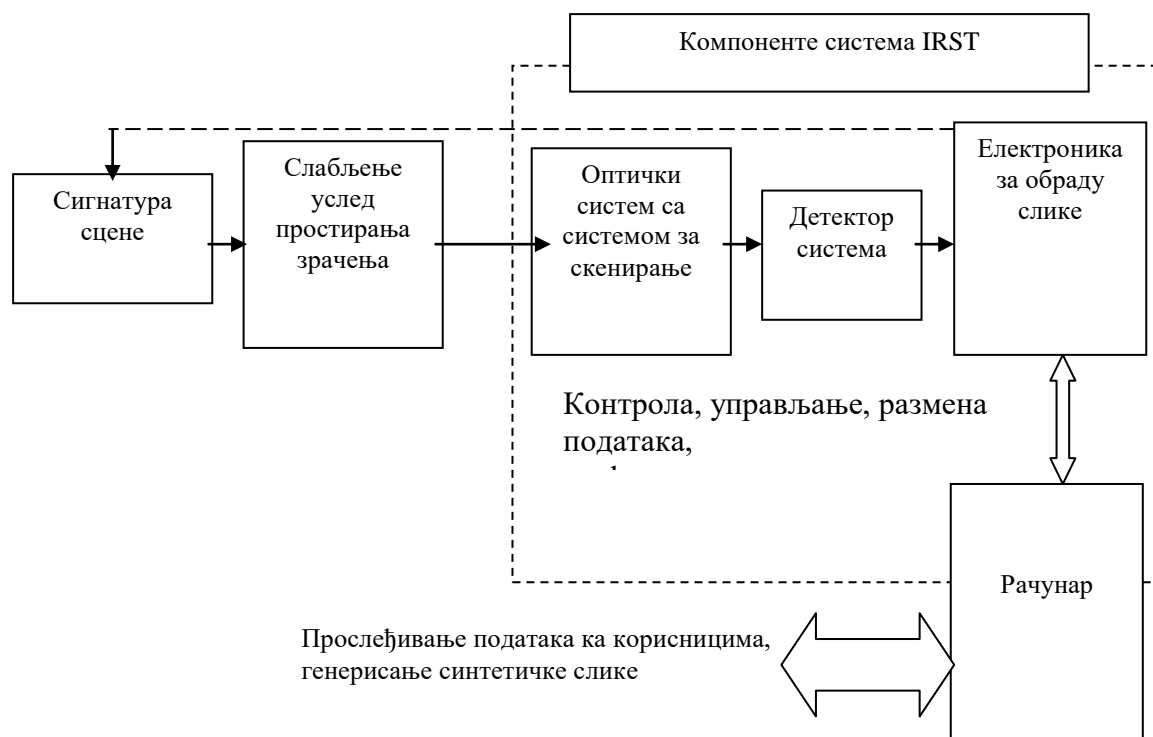 Компоненте система IRST
Сигнатура
сцене
Слабљење
услед
простирања
зрачења
Оптички
систем са
системом за
скенирање
Детектор
система
Електроника
за обраду
слике
Контрола, управљање, размена
података,
Рачунар
Прослеђивање података ка корисницима,
генерисање синтетичке слике